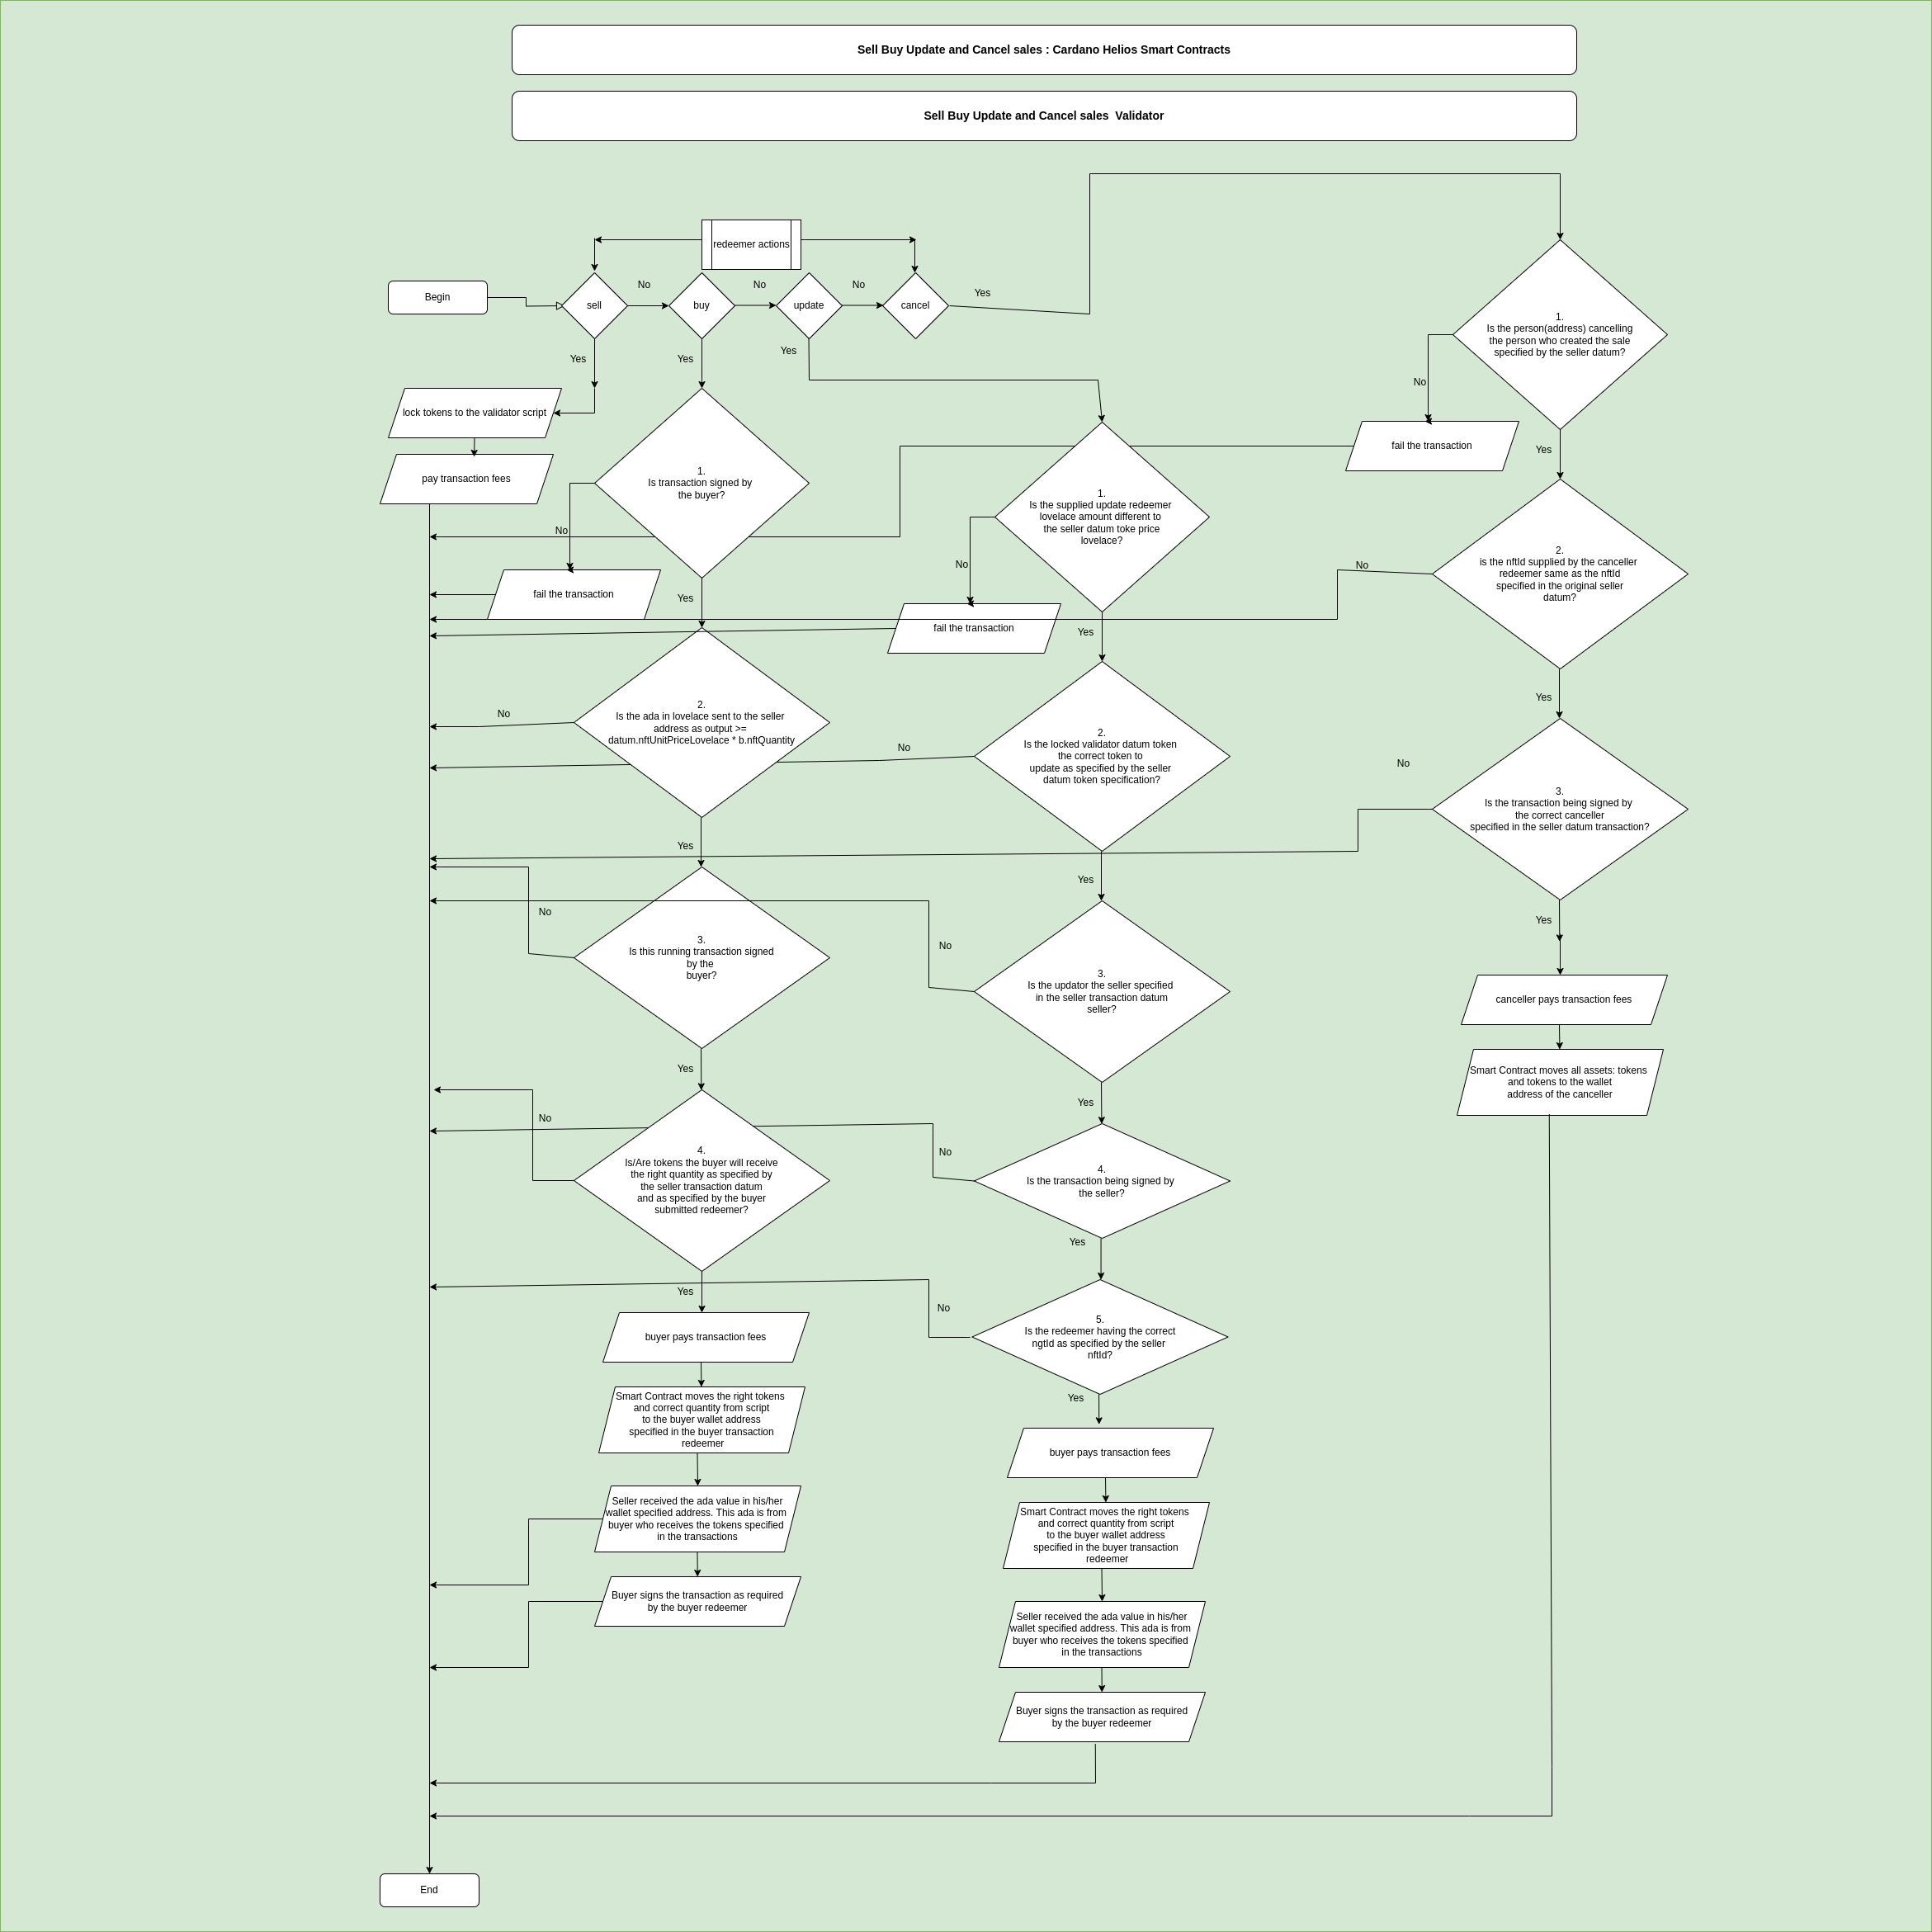 Sell Buy Update and Cancel sales : Cardano Helios Smart Contracts
Sell Buy Update and Cancel sales  Validator
redeemer actions
Begin
sell
No
buy
No
update
No
cancel
Yes
Yes
Yes
Yes
lock tokens to the validator script
pay transaction fees
1.
Is transaction signed by
the buyer?
No
fail the transaction
Yes
2.
Is the ada in lovelace sent to the seller
address as output >=
datum.nftUnitPriceLovelace * b.nftQuantity
No
Yes
3.
Is this running transaction signed
by the
buyer?
No
Yes
4.
Is/Are tokens the buyer will receive
the right quantity as specified by
the seller transaction datum
and as specified by the buyer
submitted redeemer?
No
Yes
buyer pays transaction fees
Smart Contract moves the right tokens
and correct quantity from script
to the buyer wallet address
specified in the buyer transaction
redeemer
Seller received the ada value in his/her
wallet specified address. This ada is from
buyer who receives the tokens specified
in the transactions
Buyer signs the transaction as required
by the buyer redeemer
1.
Is the supplied update redeemer
lovelace amount different to
the seller datum toke price
lovelace?
No
fail the transaction
Yes
2.
Is the locked validator datum token
the correct token to
update as specified by the seller
datum token specification?
No
Yes
3.
Is the updator the seller specified
in the seller transaction datum
seller?
No
Yes
4.
Is the transaction being signed by
the seller?
No
Yes
5.
Is the redeemer having the correct
ngtId as specified by the seller
nftId?
No
Yes
buyer pays transaction fees
Smart Contract moves the right tokens
and correct quantity from script
to the buyer wallet address
specified in the buyer transaction
redeemer
Seller received the ada value in his/her
wallet specified address. This ada is from
buyer who receives the tokens specified
in the transactions
Buyer signs the transaction as required
by the buyer redeemer
1.
Is the person(address) cancelling
the person who created the sale
specified by the seller datum?
No
fail the transaction
Yes
2.
is the nftId supplied by the canceller
redeemer same as the nftId
specified in the original seller
datum?
No
Yes
3.
Is the transaction being signed by
the correct canceller
specified in the seller datum transaction?
No
Yes
canceller pays transaction fees
Smart Contract moves all assets: tokens
and tokens to the wallet
address of the canceller
End